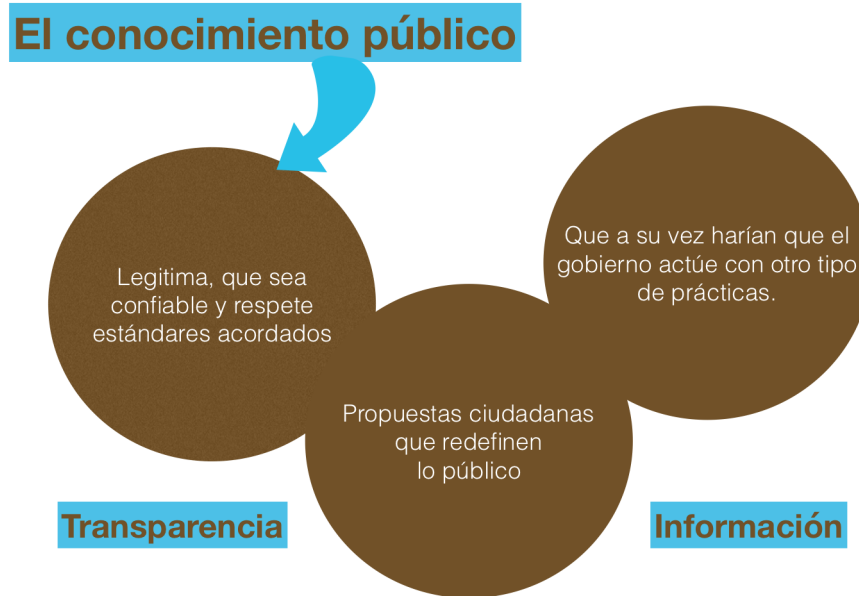 El conocimiento público
Legitima, que sea
confiable y respete
estándares acordados
Propuestas ciudadanas
que redefinen
lo público
Que a su vez harían que el
gobierno actúe con otro tipo
de prácticas.
Transparencia
Información